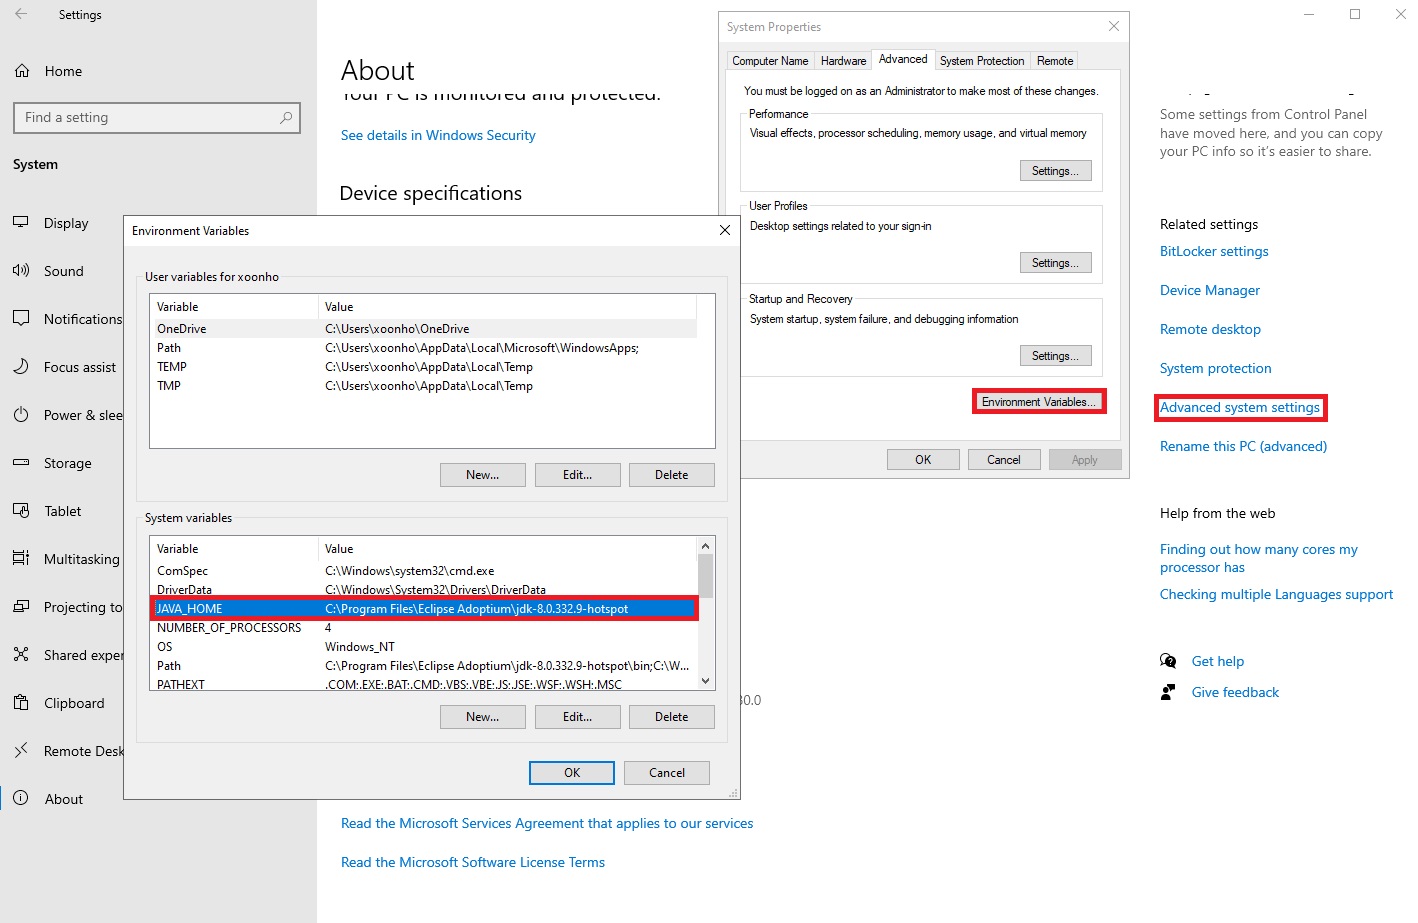 Settings
Home
Find a setting
System
Display
Sound
Notifications
Focus assist
Power & slee
Storage
Tablet
Multitasking
Projecting to
Shared exper
Clipboard
Remote Desk
About
About
Your PC is monitored and protected.
See details in Windows Security
Device specifications
30.0
Read the Microsoft Services Agreement that applies to our services
Read the Microsoft Software License Terms
Environment Variables
User variables for xoonho
Variable Value
OneDrive C:\Users\xoonho\OneDrive
Path C:\Users\xoonho\AppData\Local\Microsoft\WindowsApps;
TEMP C:\Users\xoonho\AppData\Local\Temp
TMP C:\Users\xoonho\AppData\Local\Temp
New... Edit... Delete
System variables
Variable Value
ComSpec C:\Windows\system32\cmd.exe
DriverData C:\Windows\System32\Drivers\DriverData
JAVA_HOME C:\Program Files\Eclipse Adoptium\jdk-8.0.332.9-hotspot
NUMBER_OF_PROCESSORS 4
OS Windows_NT
Path C:\Program Files\Eclipse Adoptium\jdk-8.0.332.9-hotspot\bin;C:\W...
PATHEXT .COM;.EXE;.BAT;.CMD;.VBS;.VBE;.JS;.JSE;.WSF;.WSH;.MSC
New... Edit... Delete
OK Cancel
System Properties
Computer Name Hardware Advanced System Protection Remote
You must be logged on as an Administrator to make most of these changes.
Performance
Visual effects, processor scheduling, memory usage, and virtual memory
Settings...
User Profiles
Desktop settings related to your sign-in
Settings...
Startup and Recovery
System startup, system failure, and debugging information
Settings...
Environment Variables...
OK Cancel Apply
Some settings from Control Panel
have moved here, and you can copy
your PC info so it's easier to share.
Related settings
BitLocker settings
Device Manager
Remote desktop
System protection
Advanced system settings
Rename this PC (advanced)
Help from the web
Finding out how many cores my
processor has
Checking multiple Languages support
Get help
Give feedback